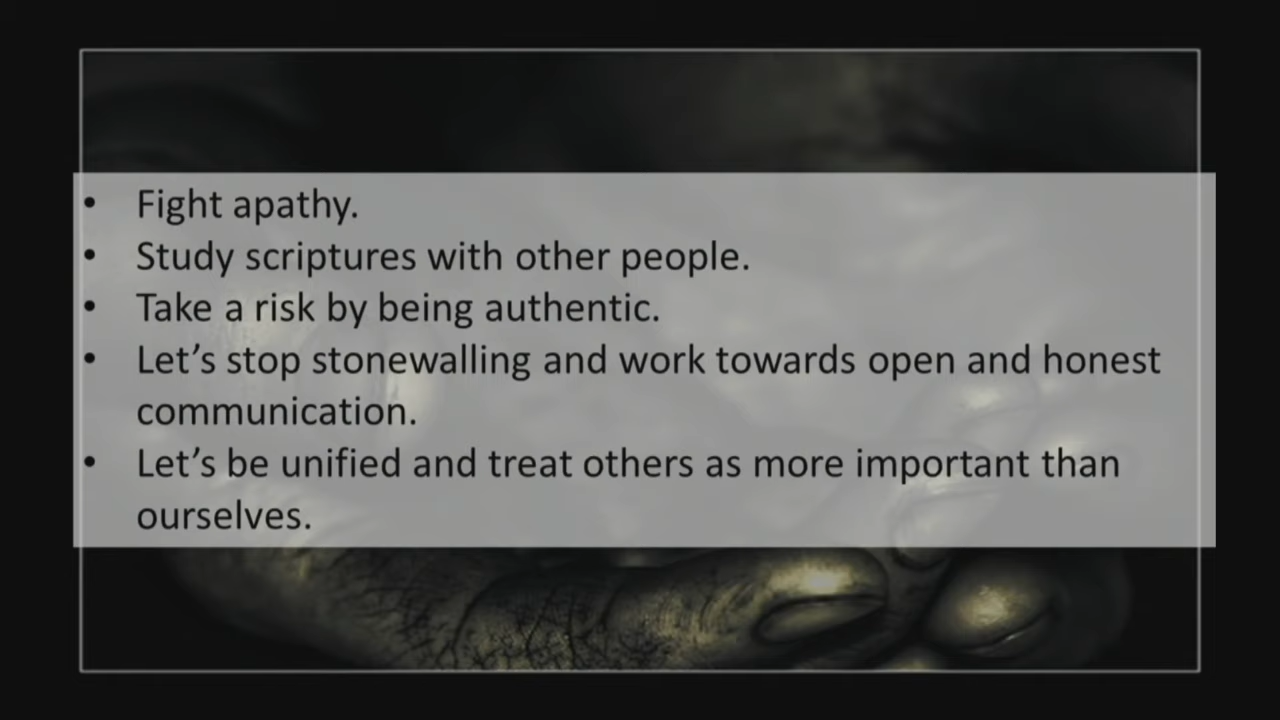 • Fight apathy.
• Study scriptures with other people.
• Take a risk by being authentic.
• Let’s stop stonewalling and work towards open and honest
communication.
• Let’s be unified and treat others as more important than
ourselves.